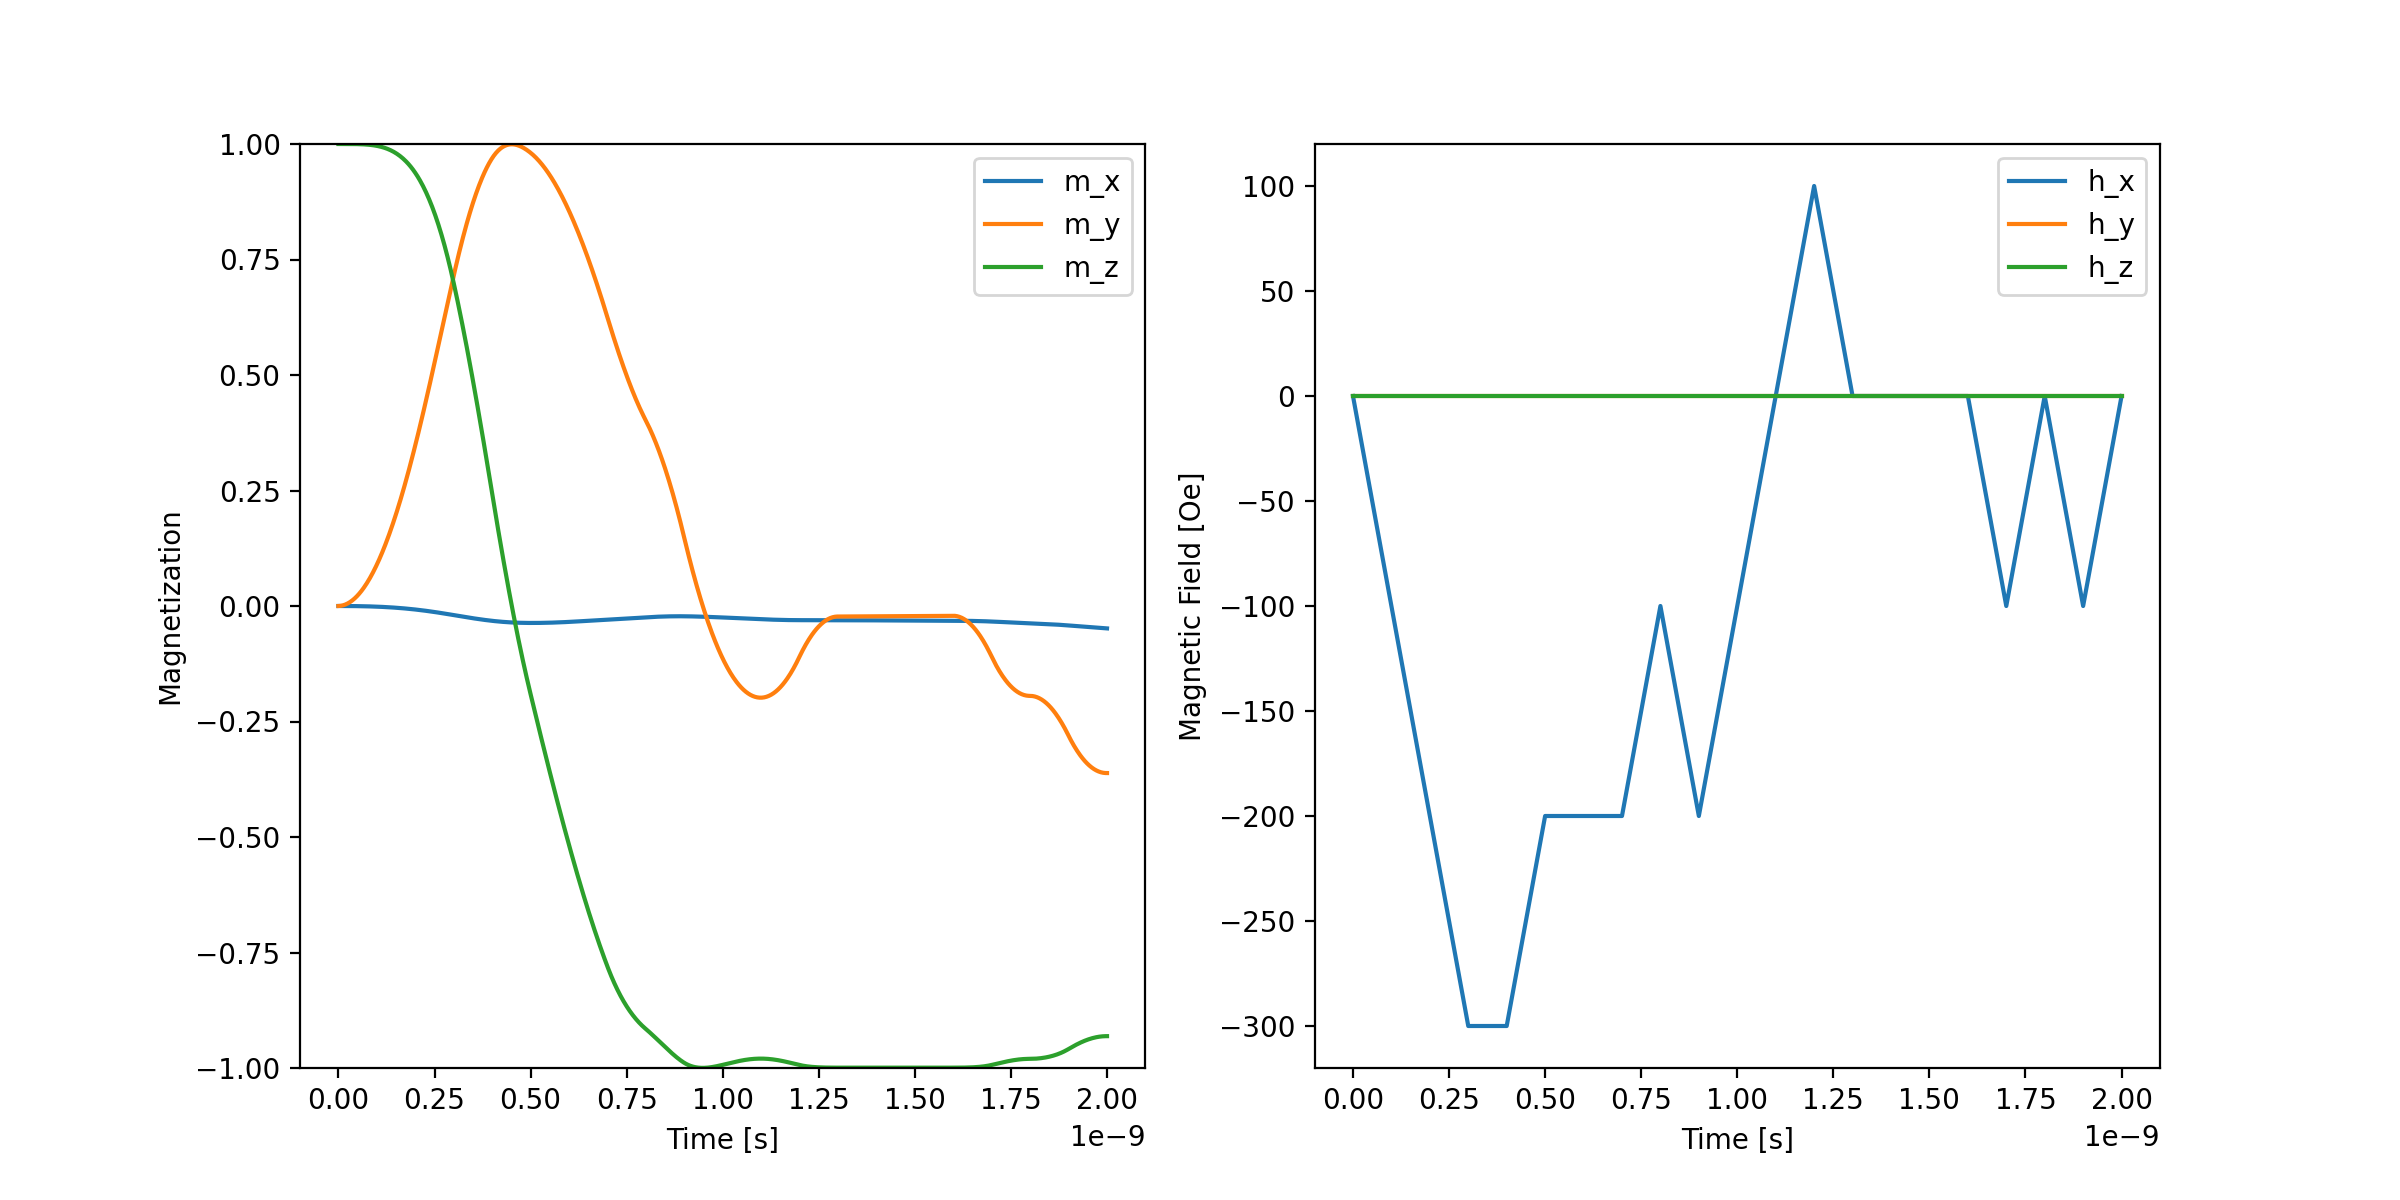 1.00
0.75
0.50
0.25
0.00
−0.25
−0.50
−0.75
−1.00
Magnetization
m_x
m_y
m_z
0.00 0.25 0.50 0.75 1.00 1.25 1.50 1.75 2.00
Time [s]
1e−9
100
50
0
−50
−100
−150
−200
−250
−300
Magnetic Field [Oe]
h_x
h_y
h_z
0.00 0.25 0.50 0.75 1.00 1.25 1.50 1.75 2.00
Time [s]
1e−9